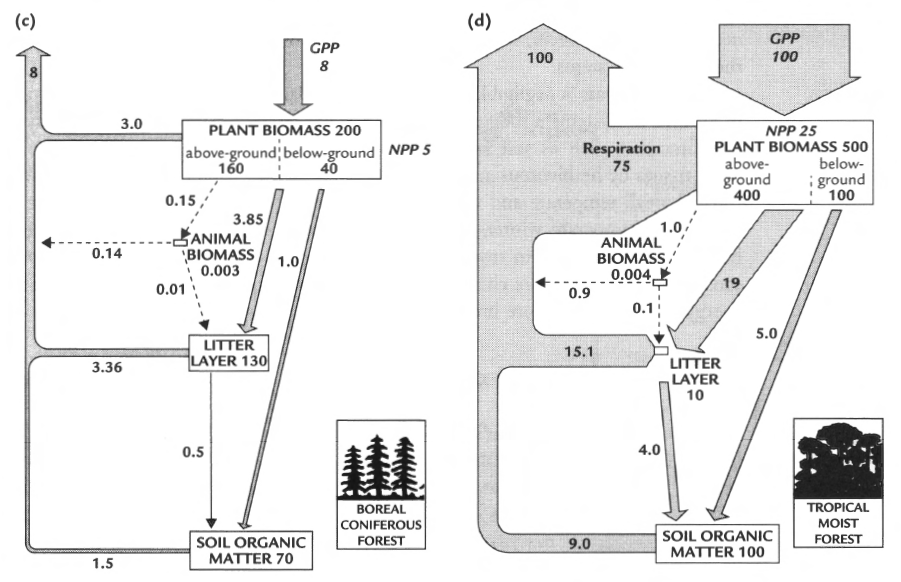 (c)
GPP
8
8
3.0
PLANT BIOMASS 200
above-ground
160
below-ground
40
NPP 5
0.15
3.85
ANIMAL
BIOMASS
0.003
0.14
1.0
0.01
LITTER
LAYER 130
3.36
0.5
BOREAL
CONIFEROUS
FOREST
SOIL ORGANIC
MATTER 70
1.5
(d)
GPP
100
100
Respiration
75
NPP 25
PLANT BIOMASS 500
above-
ground
400
below-
ground
100
1.0
ANIMAL
BIOMASS
0.004
0.9
0.1
19
5.0
15.1
LITTER
LAYER
10
4.0
TROPICAL
MOIST
FOREST
SOIL ORGANIC
MATTER 100
9.0